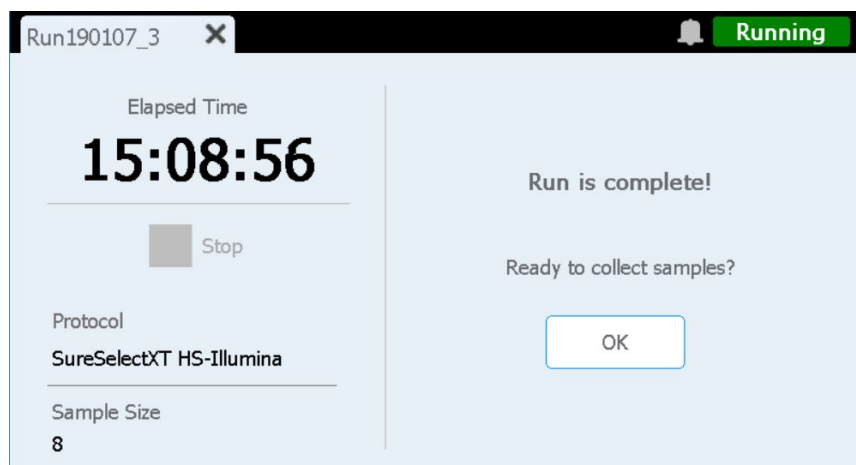 Run190107_3
Running
Elapsed Time
15:08:56
Stop
Protocol
SureSelectXT HS-Illumina
Sample Size
8
Run is complete!
Ready to collect samples?
OK